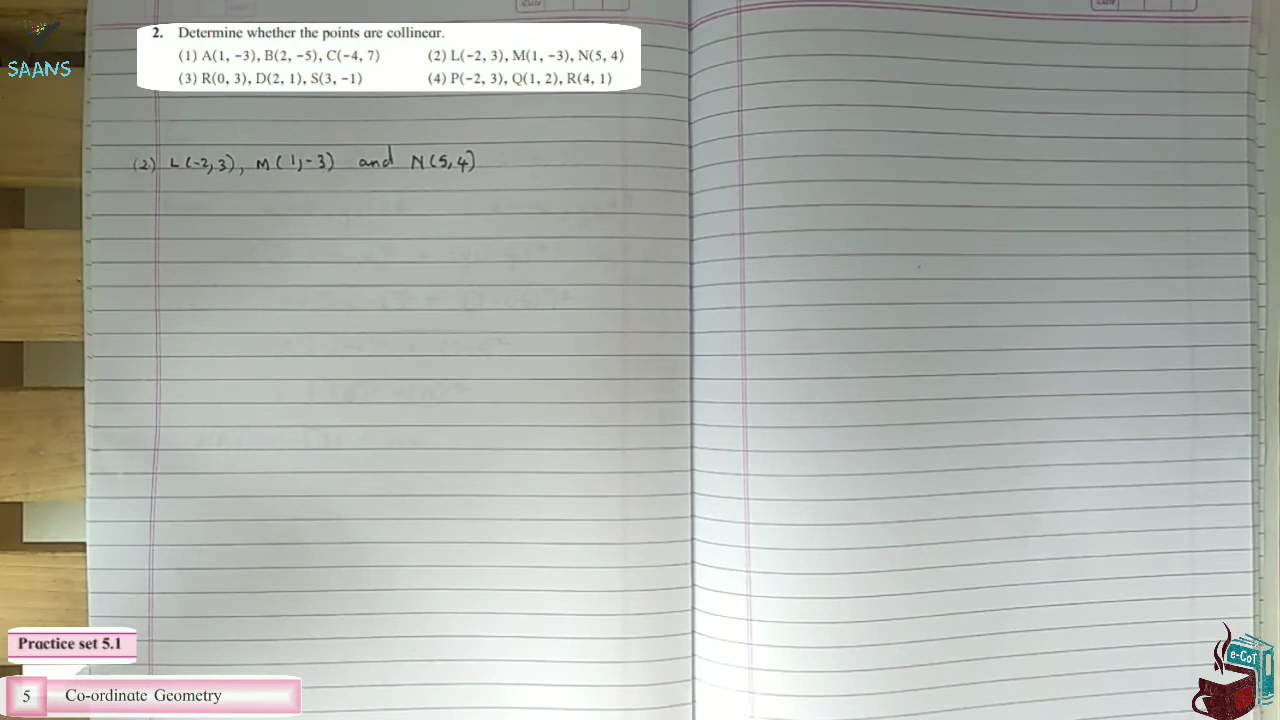 SAANS
2. Determine whether the points are collinear.
(1) A(1, −3), B(2, −5), C(−4, 7) (2) L(−2, 3), M(1, −3), N(5, 4)
(3) R(0, 3), D(2, 1), S(3, −1) (4) P(−2, 3), Q(1, 2), R(4, 1)
(2) L(-2,3), M(1,-3) and N(5,4)
Practice set 5.1
5 Co-ordinate Geometry
e-CoT